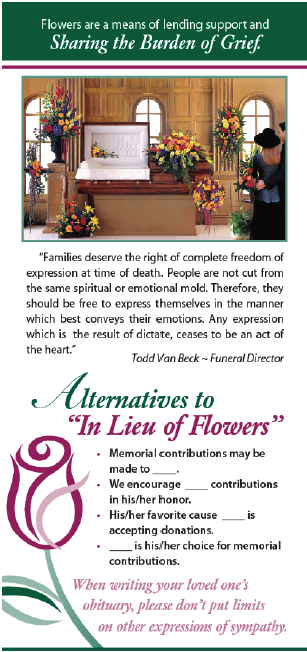 Flowers are a means of lending support and
Sharing the Burden of Grief.
“Families deserve the right of complete freedom of
expression at time of death. People are not cut from
the same spiritual or emotional mold. Therefore, they
should be free to express themselves in the manner
which best conveys their emotions. Any expression
which is the result of dictate, ceases to be an act of
the heart.”
Todd Van Beck ~ Funeral Director
Alternatives to
“In Lieu of Flowers”
• Memorial contributions may be
made to ____.
• We encourage ____ contributions
in his/her honor.
• His/her favorite cause ____ is
accepting donations.
• ____ is his/her choice for memorial
contributions.
When writing your loved one’s
obituary, please don’t put limits
on other expressions of sympathy.